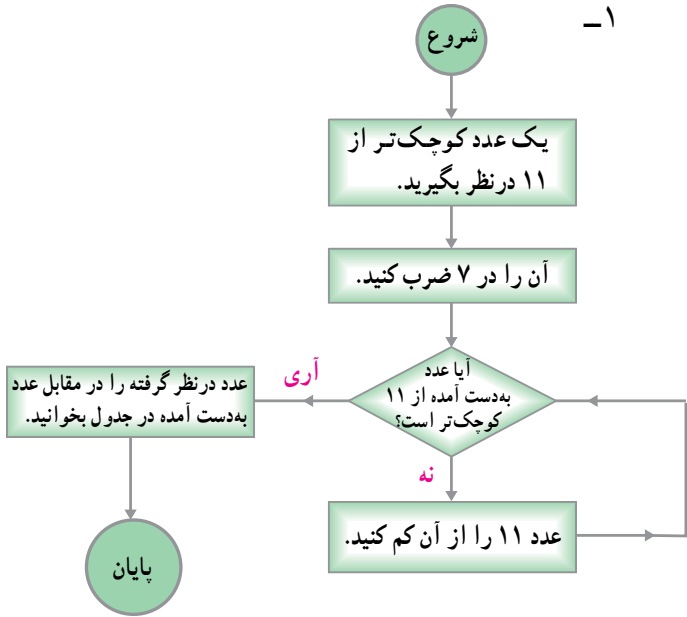 ۱ــ
شروع
یک عدد کوچک‌تر از
۱۱ درنظر بگیرید.
آن را در ۷ ضرب کنید.
آیا عدد
به‌دست آمده از ۱۱
کوچک‌تر است؟
آری
عدد درنظر گرفته را در مقابل عدد
به‌دست آمده در جدول بخوانید.
نه
عدد ۱۱ را از آن کم کنید.
پایان